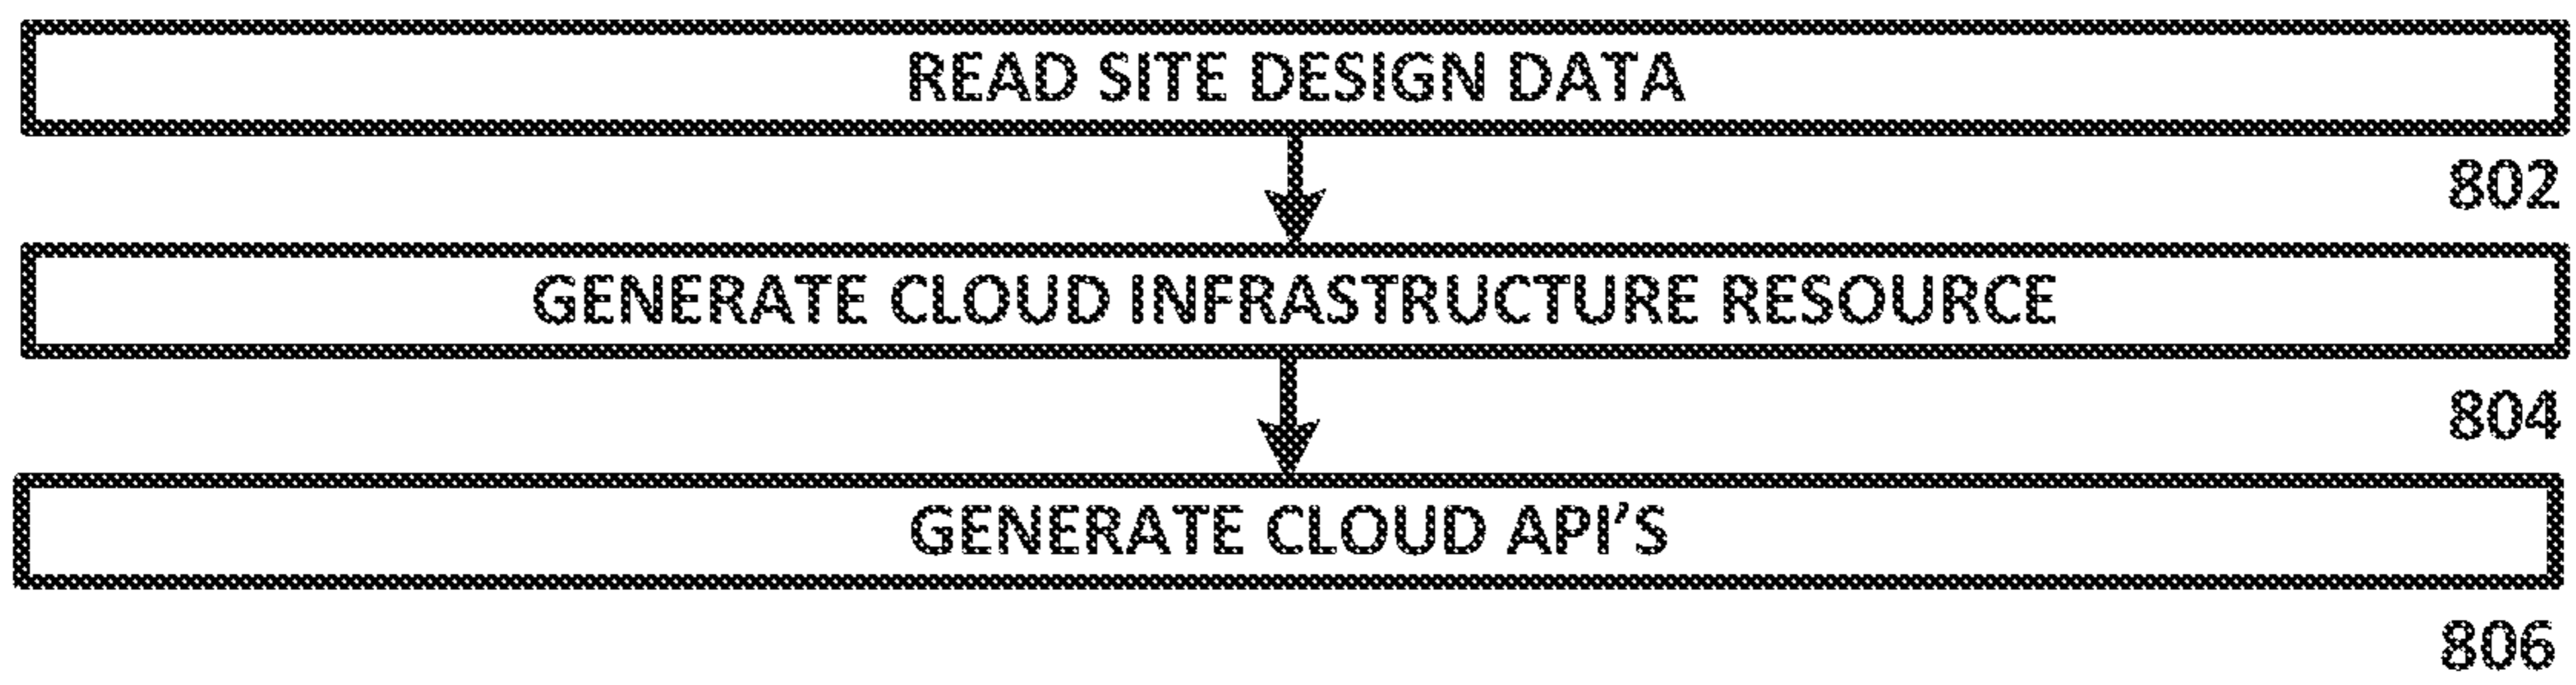 READ SITE DESIGN DATA
802
GENERATE CLOUD INFRASTRUCTURE RESOURCE
804
GENERATE CLOUD API’S
806